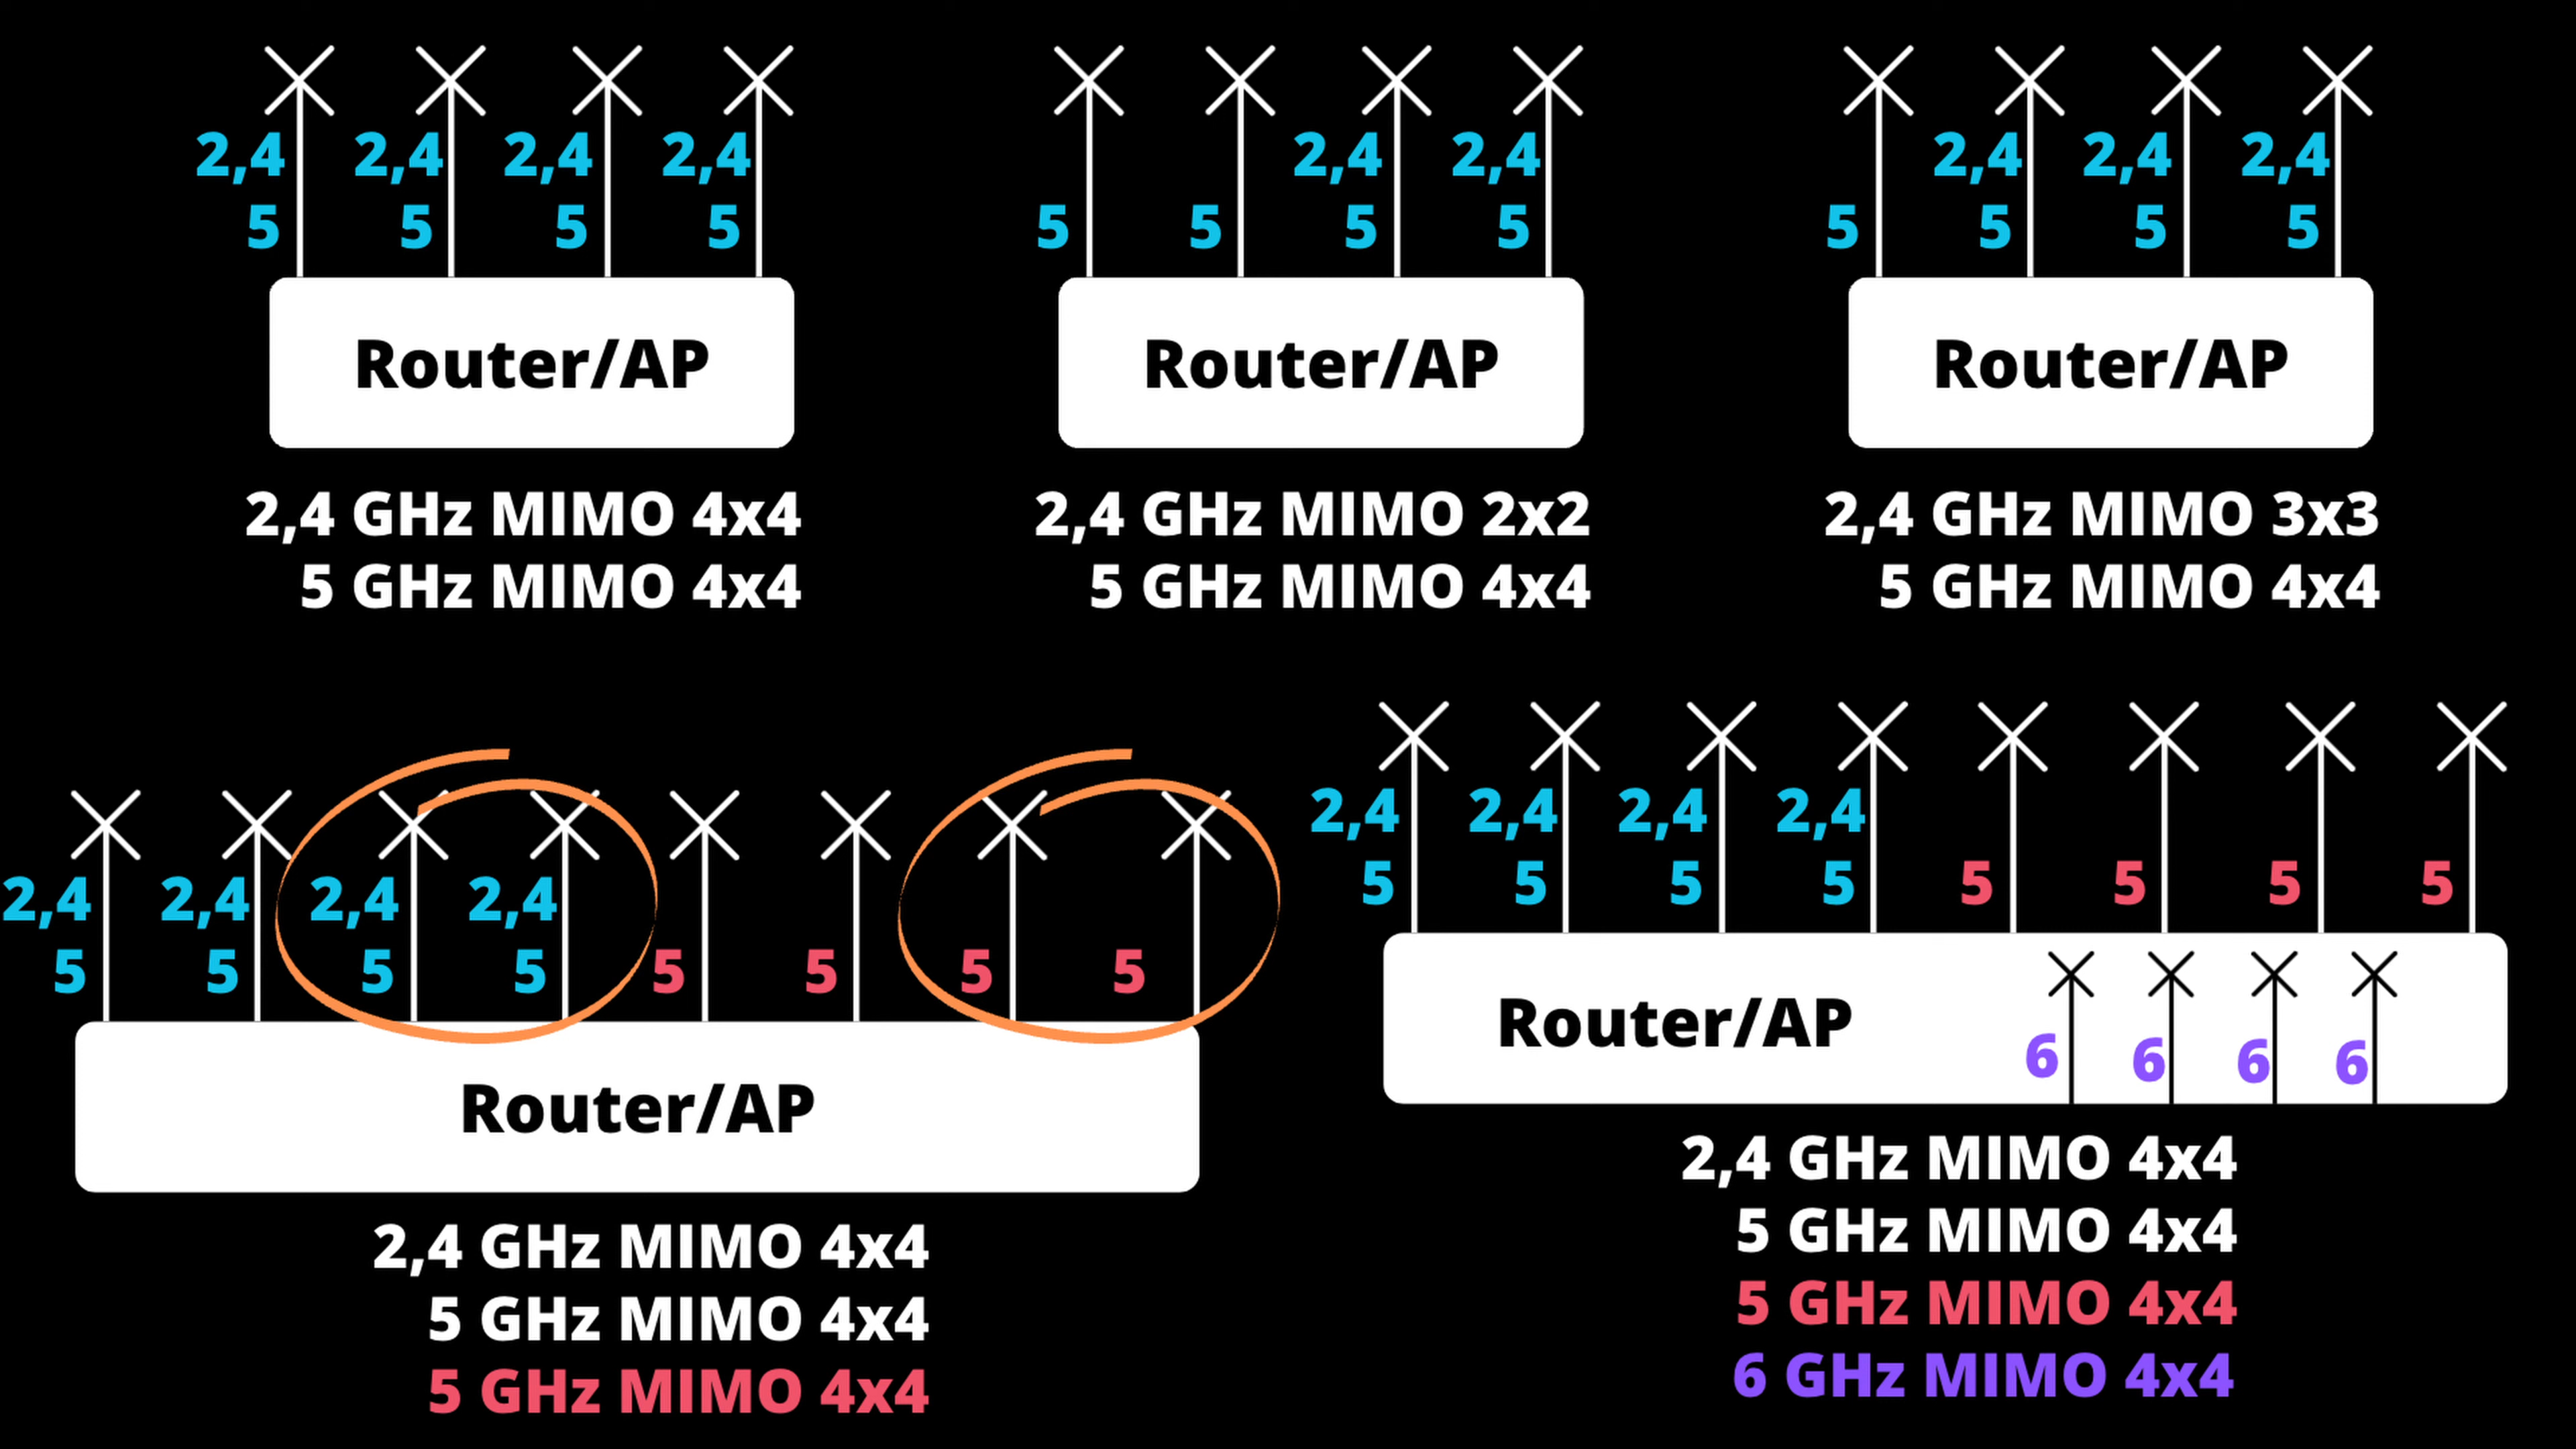 2,4 2,4 2,4 2,4
5 5 5 5
Router/AP
2,4 GHz MIMO 4x4
5 GHz MIMO 4x4
2,4 2,4
5 5 5 5
Router/AP
2,4 GHz MIMO 2x2
5 GHz MIMO 4x4
2,4 2,4 2,4
5 5 5 5
Router/AP
2,4 GHz MIMO 3x3
5 GHz MIMO 4x4
2,4 2,4 2,4 2,4
5 5 5 5 5 5 5 5
Router/AP
2,4 GHz MIMO 4x4
5 GHz MIMO 4x4
5 GHz MIMO 4x4
2,4 2,4 2,4 2,4
5 5 5 5 5 5 5 5
Router/AP 6 6 6 6
2,4 GHz MIMO 4x4
5 GHz MIMO 4x4
5 GHz MIMO 4x4
6 GHz MIMO 4x4